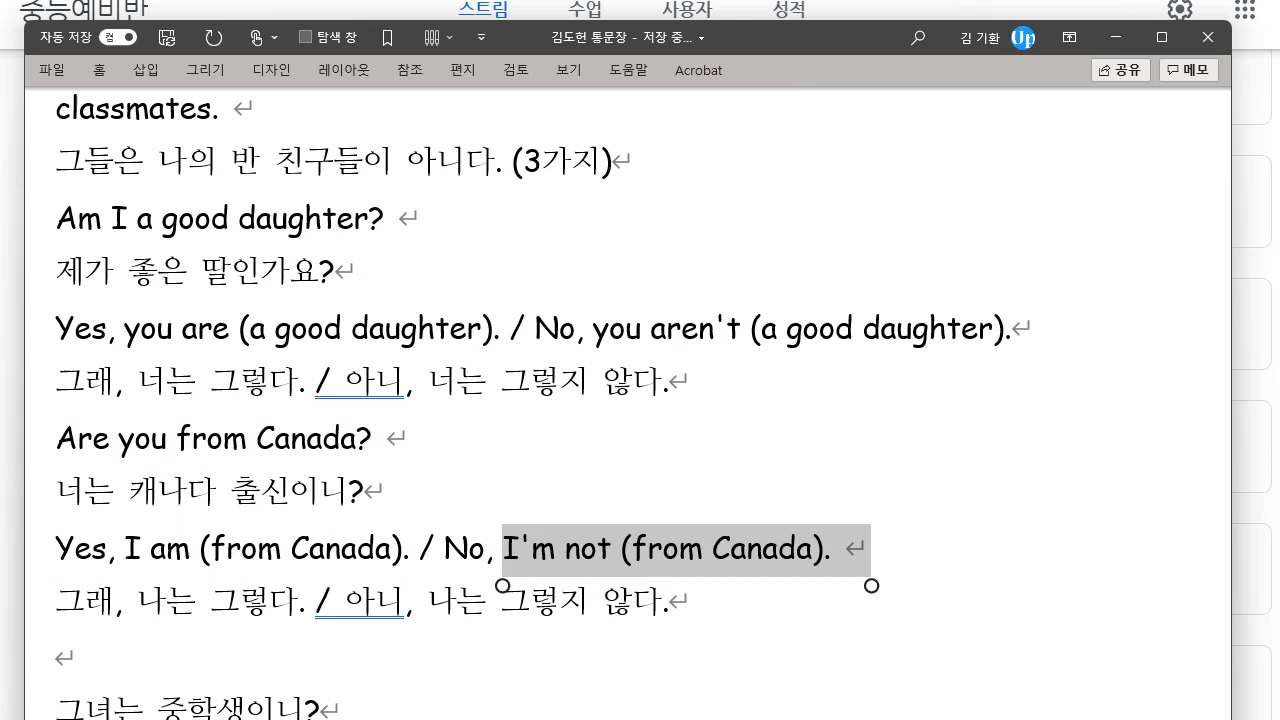 중등예비반
스트림 수업 사용자 성적
자동 저장 켬 탐색 창 김도헌 통문장 - 저장 중... 김 기환 Up
파일 홈 삽입 그리기 디자인 레이아웃 참조 편지 검토 보기 도움말 Acrobat 공유 메모
classmates. ↵
그들은 나의 반 친구들이 아니다. (3가지)↵
Am I a good daughter? ↵
제가 좋은 딸인가요?↵
Yes, you are (a good daughter). / No, you aren't (a good daughter).↵
그래, 너는 그렇다. / 아니, 너는 그렇지 않다.↵
Are you from Canada? ↵
너는 캐나다 출신이니?↵
Yes, I am (from Canada). / No, I'm not (from Canada). ↵
그래, 나는 그렇다. / 아니, 나는 그렇지 않다.↵
↵
그녀는 중학생이니?↵